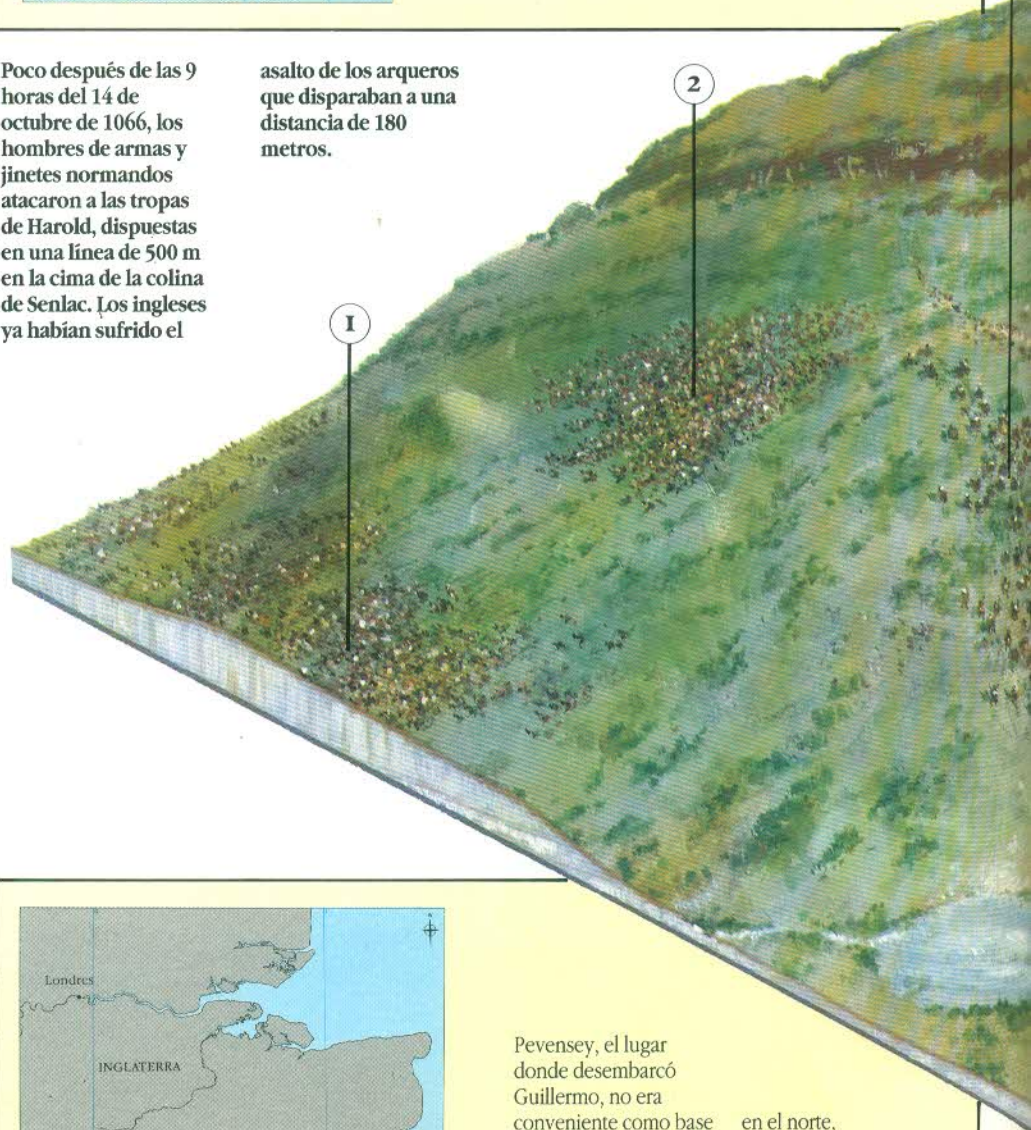 Poco después de las 9
horas del 14 de
octubre de 1066, los
hombres de armas y
jinetes normandos
atacaron a las tropas
de Harold, dispuestas
en una línea de 500 m
en la cima de la colina
de Senlac. Los ingleses
ya habían sufrido el
asalto de los arqueros
que disparaban a una
distancia de 180
metros.
1
2
Londres
INGLATERRA
Pevensey, el lugar
donde desembarcó
Guillermo, no era
conveniente como base
en el norte,